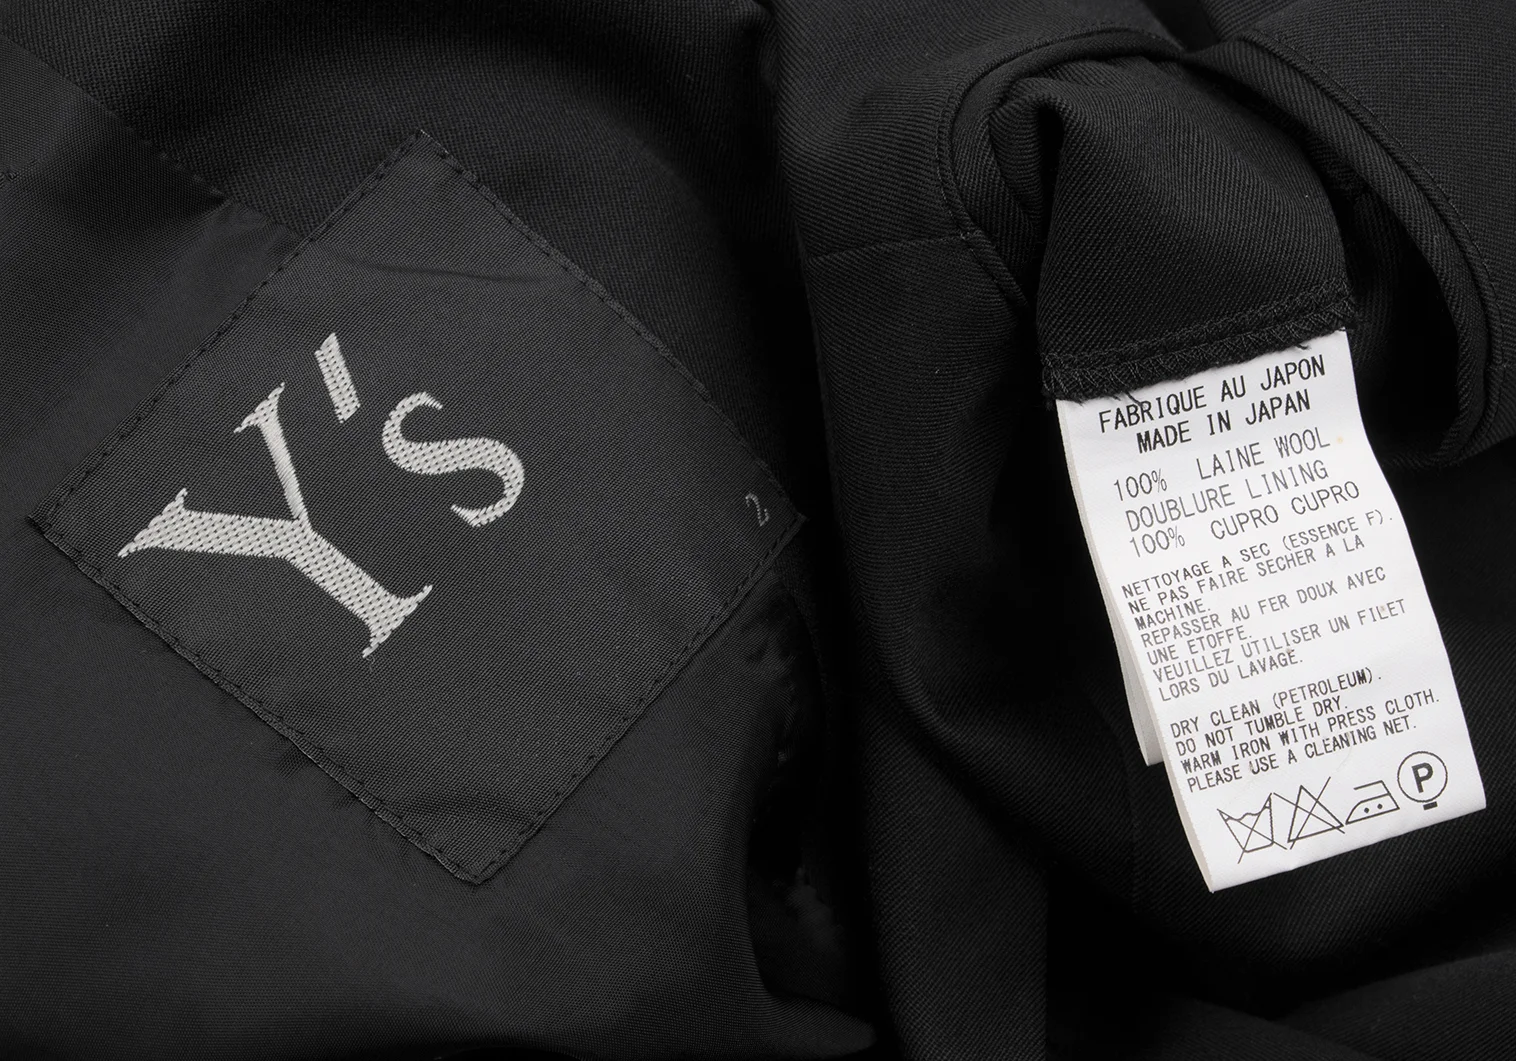 Y's
2
FABRIQUE AU JAPON
MADE IN JAPAN
100% LAINE WOOL
DOUBLURE LINING
100% CUPRO CUPRO
NETTOYAGE A SEC (ESSENCE F).
NE PAS FAIRE SECHER A LA
MACHINE.
REPASSER AU FER DOUX AVEC
UNE ETOFFE.
VEUILLEZ UTILISER UN FILET
LORS DU LAVAGE.
DRY CLEAN (PETROLEUM).
DO NOT TUMBLE DRY.
WARM IRON WITH PRESS CLOTH.
PLEASE USE A CLEANING NET.
P